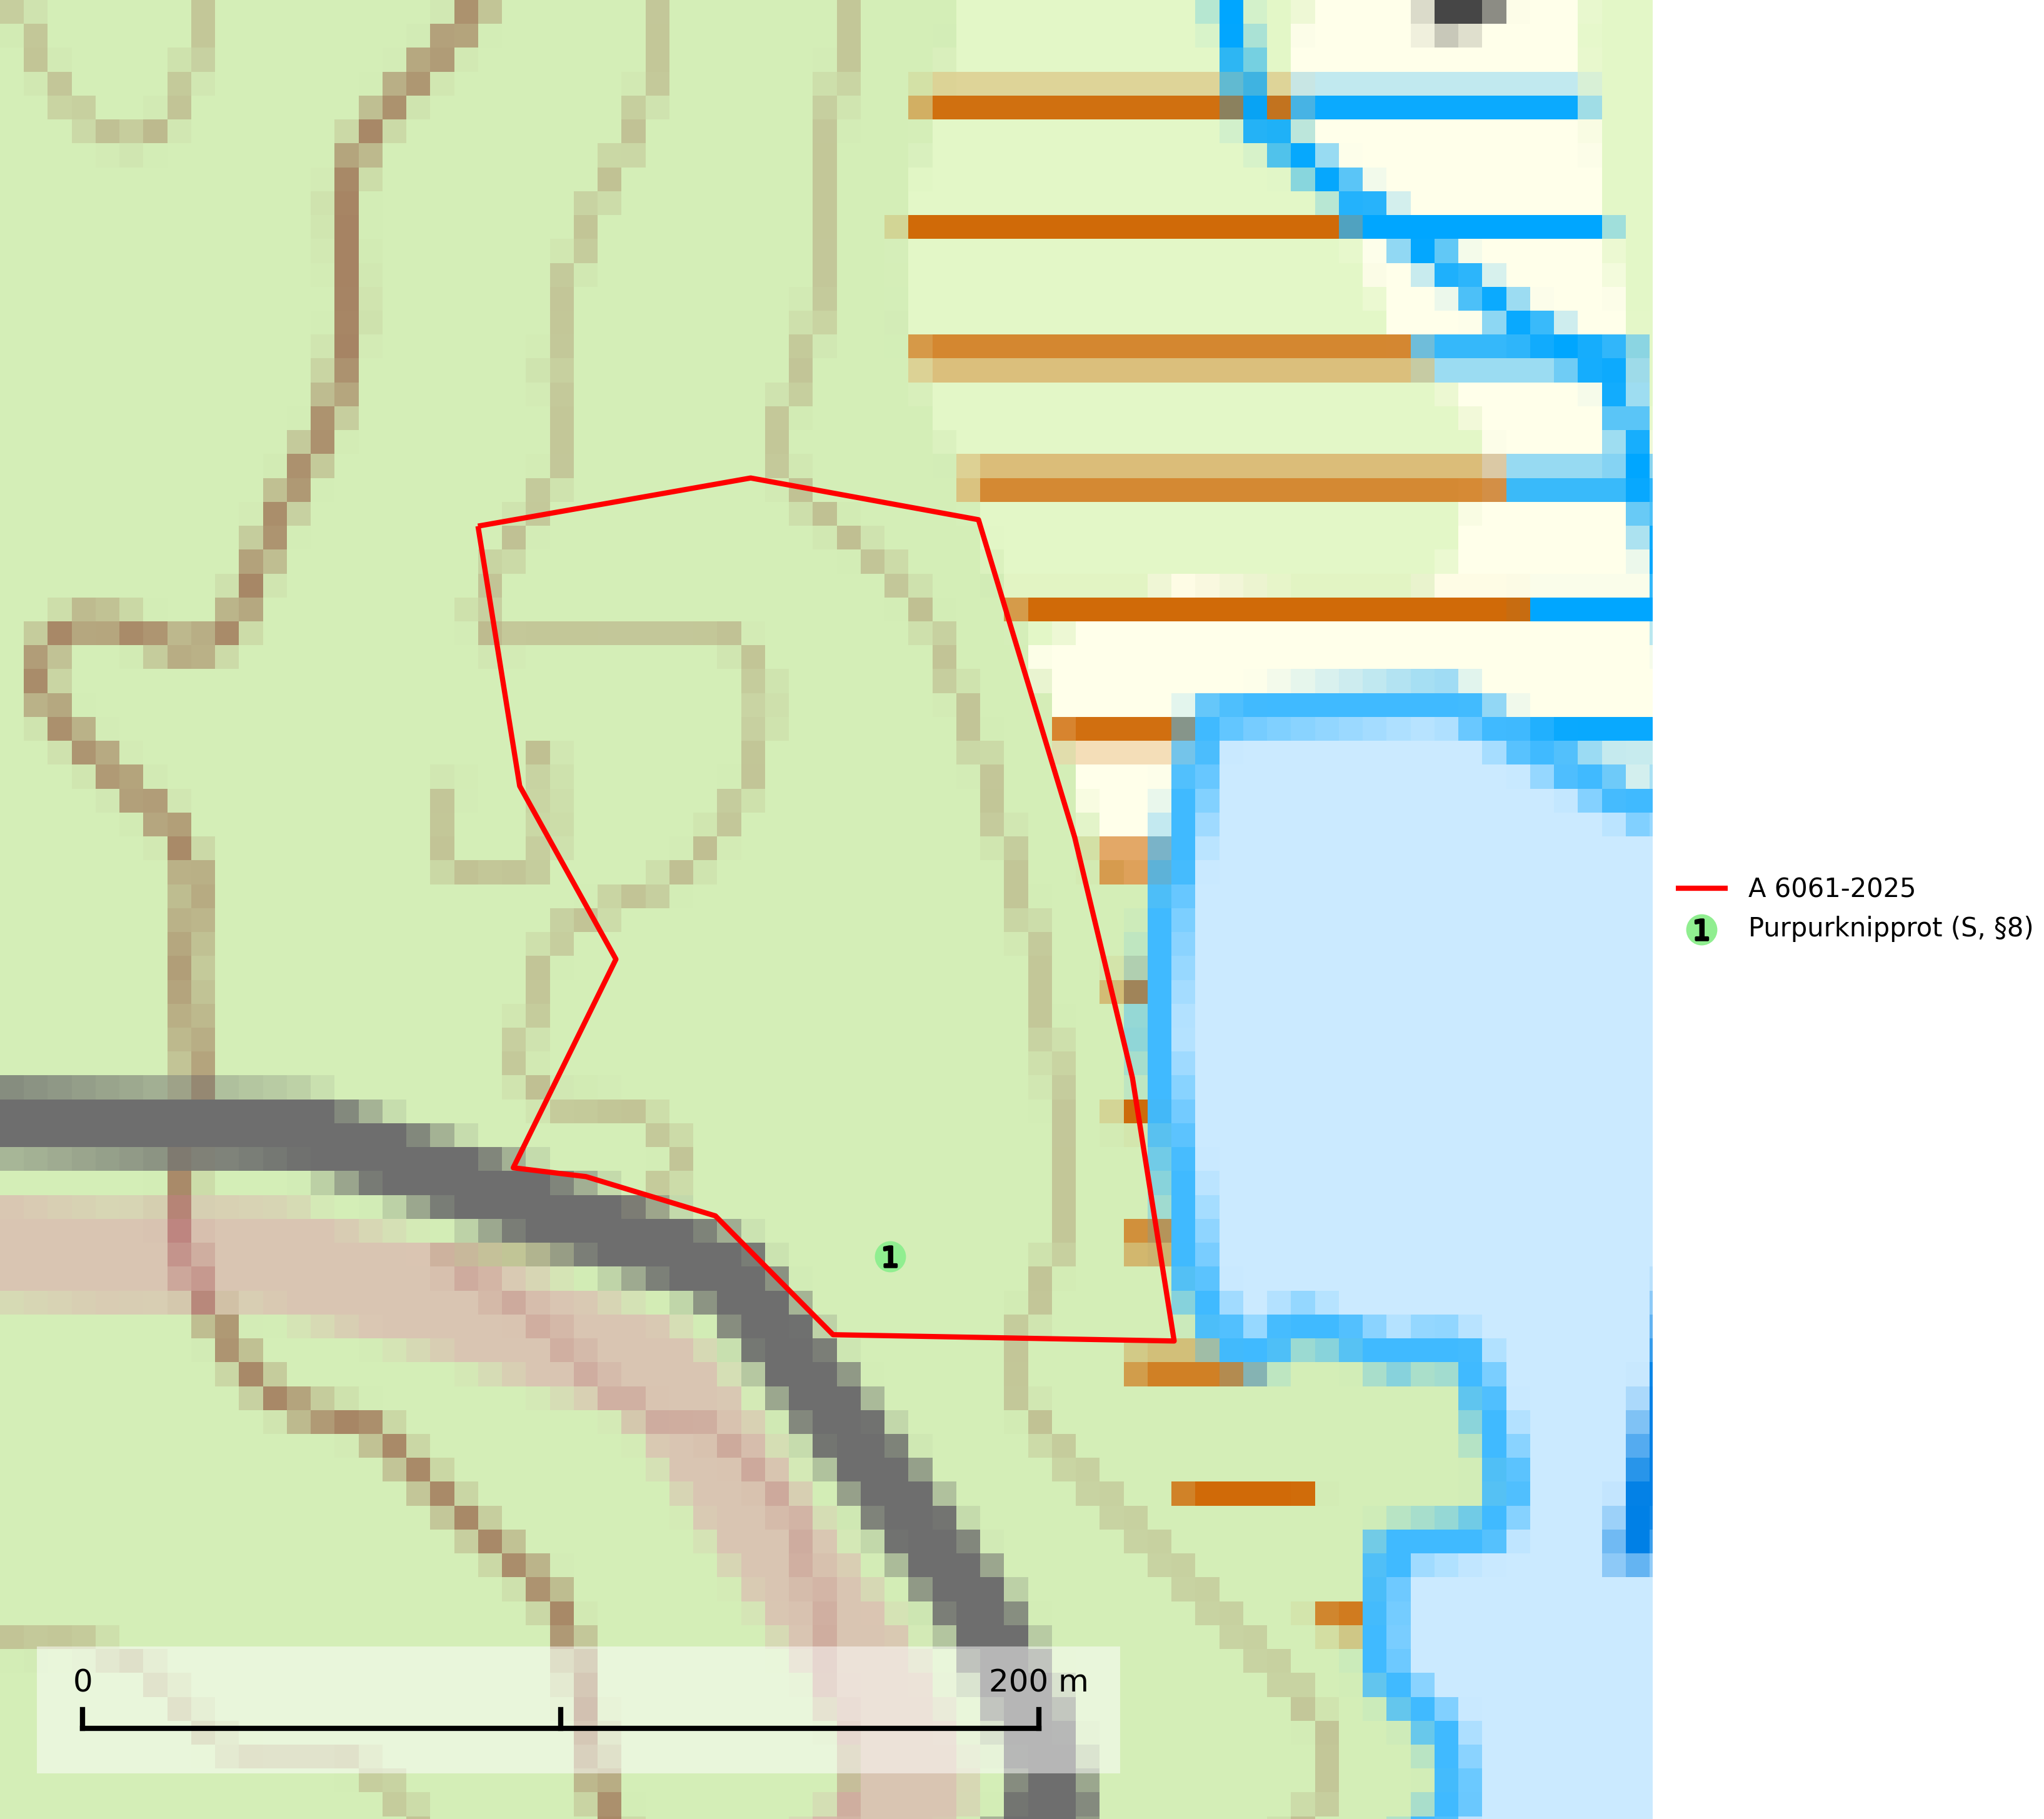 A 6061-2025
1 Purpurknipprot (S, §8)
1
0 200 m